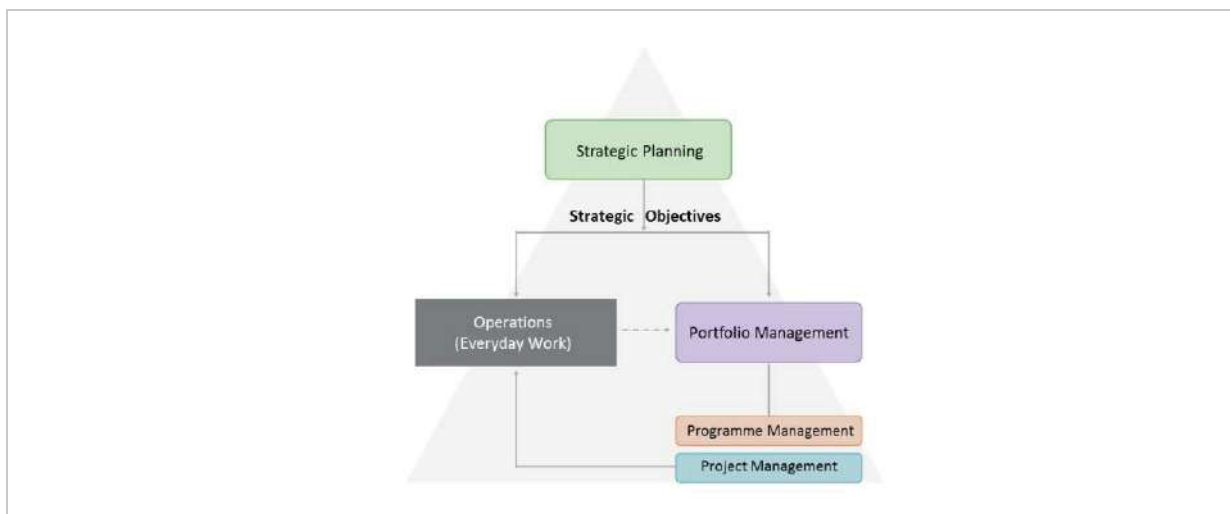 Strategic Planning
Strategic Objectives
Operations
(Everyday Work)
Portfolio Management
Programme Management
Project Management